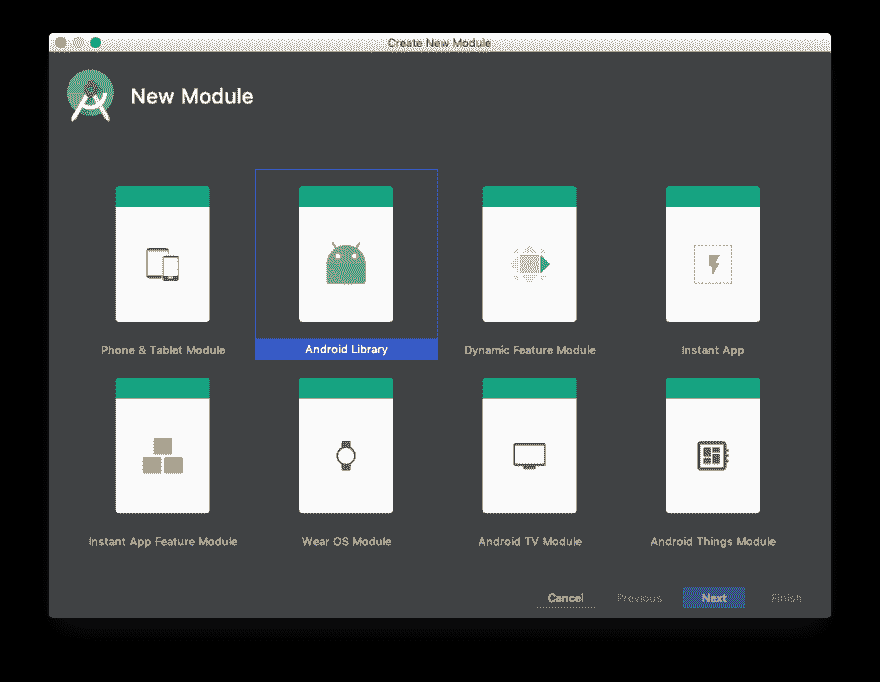 Create New Module
New Module
Phone & Tablet Module
Android Library
Dynamic Feature Module
Instant App
Instant App Feature Module
Wear OS Module
Android TV Module
Android Things Module
Cancel
Previous
Next
Finish